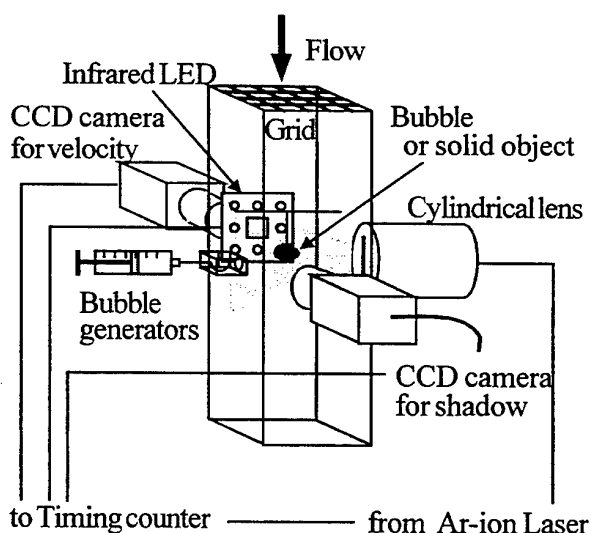 Flow
Infrared LED
CCD camera
for velocity
Grid
Bubble
or solid object
Cylindrical lens
Bubble
generators
CCD camera
for shadow
to Timing counter
from Ar-ion Laser